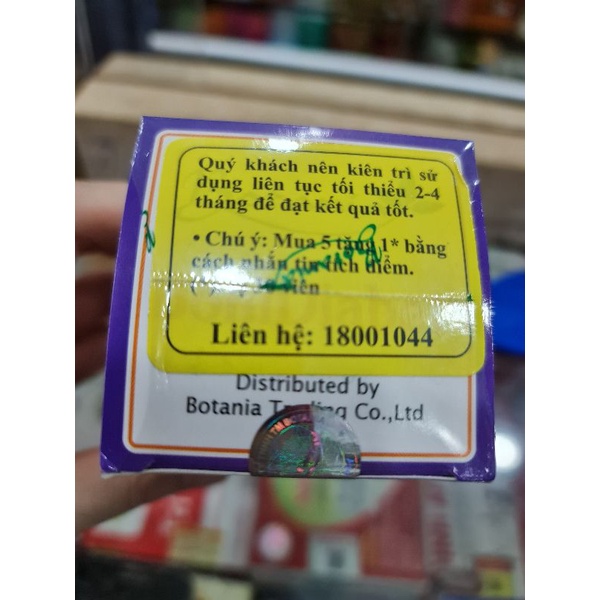 Quý khách nên kiên trì sử
dụng liên tục tối thiểu 2-4
tháng để đạt kết quả tốt.
• Chú ý: Mua 5 tặng 1* bằng
cách nhắn tin tích điểm.
viên
Liên hệ: 18001044
Distributed by
Botania Trading Co.,Ltd